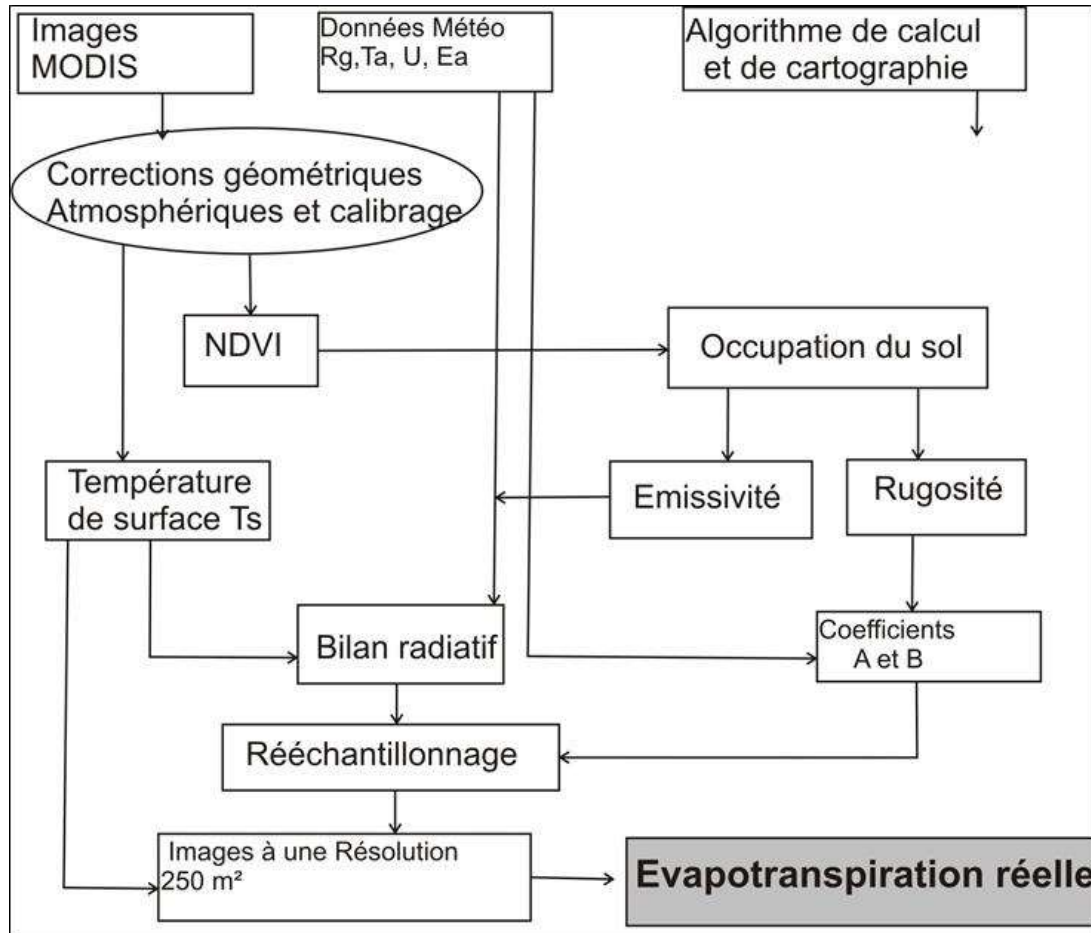 Images
MODIS
Données Météo
Rg,Ta, U, Ea
Algorithme de calcul
et de cartographie
Corrections géométriques
Atmosphériques et calibrage
NDVI
Occupation du sol
Température
de surface Ts
Emissivité
Rugosité
Bilan radiatif
Coefficients
A et B
Rééchantillonnage
Images à une Résolution
250 m²
Evapotranspiration réelle